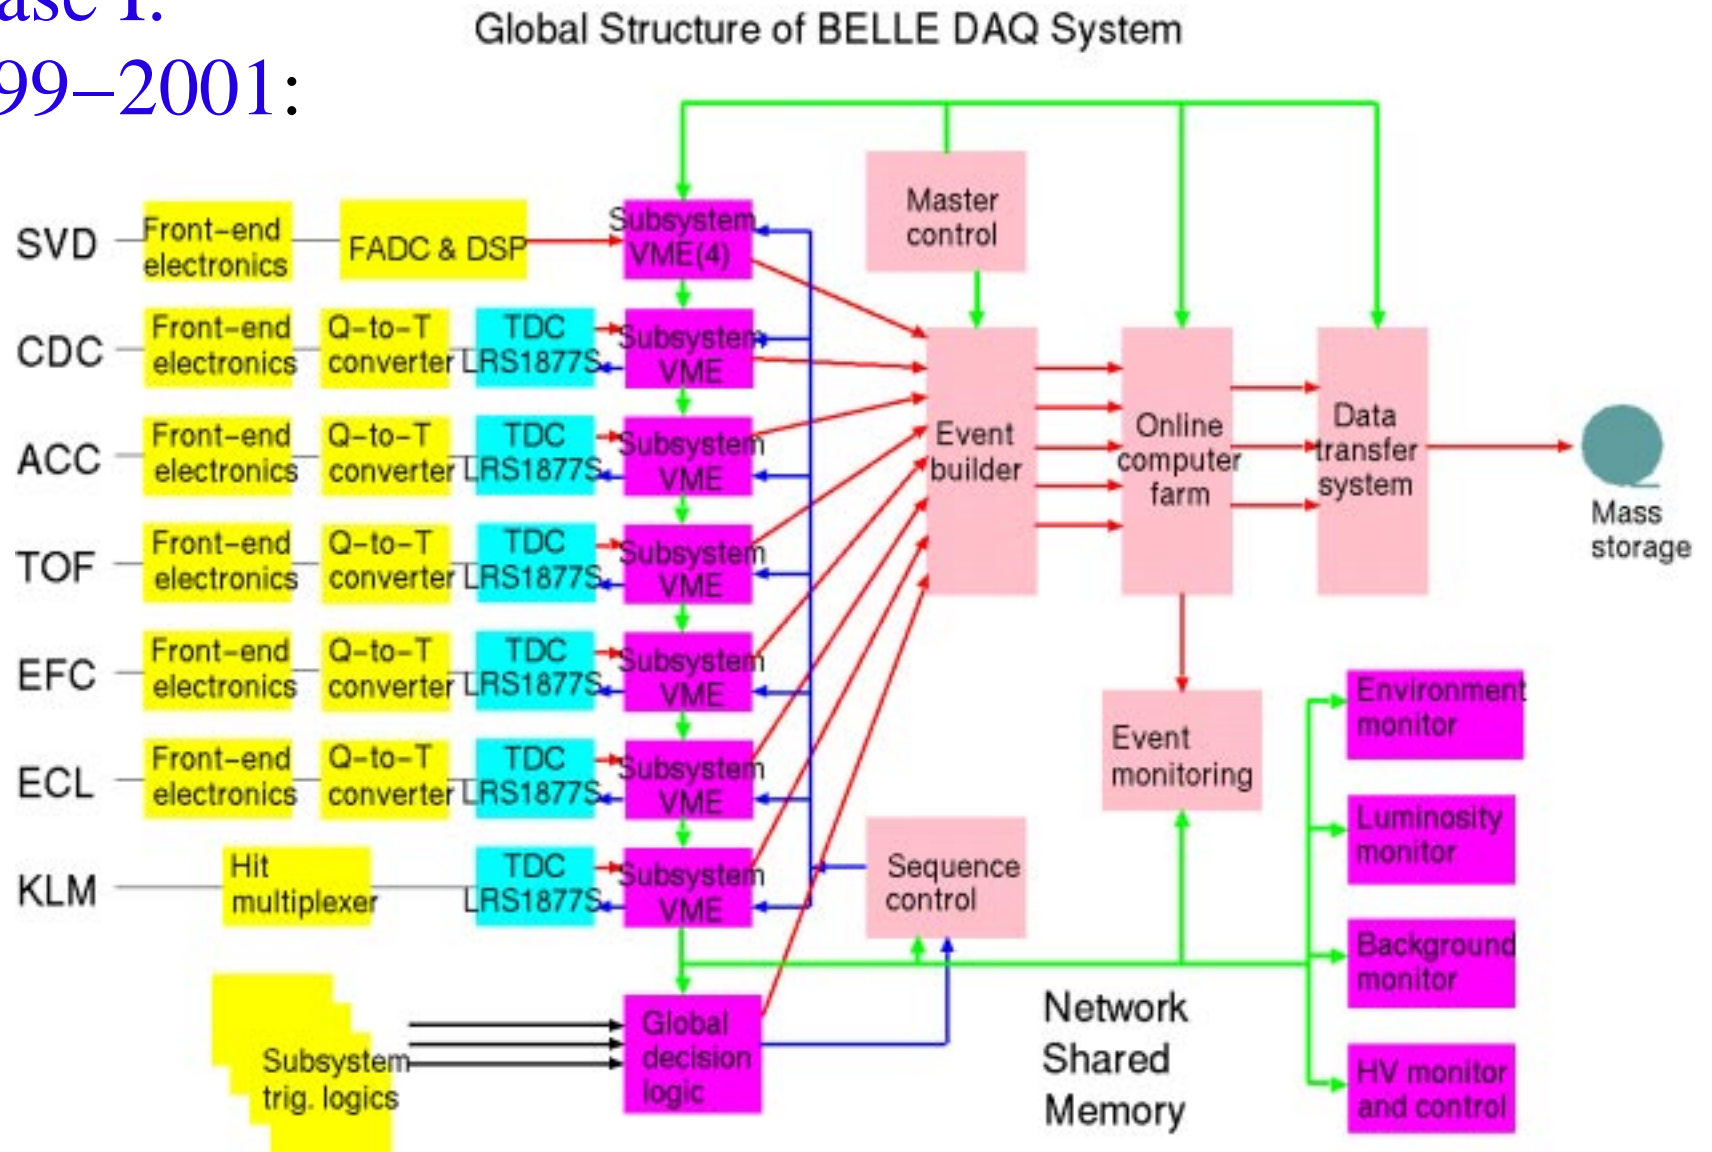 ase I:
99−2001:
Global Structure of BELLE DAQ System
Master
control
SVD
Front−end
electronics
FADC & DSP
Subsystem
VME(4)
CDC
Front−end
electronics
Q−to−T
converter
TDC
LRS1877S
Subsystem
VME
ACC
Front−end
electronics
Q−to−T
converter
TDC
LRS1877S
Subsystem
VME
Event
builder
Online
computer
farm
Data
transfer
system
Mass
storage
TOF
Front−end
electronics
Q−to−T
converter
TDC
LRS1877S
Subsystem
VME
EFC
Front−end
electronics
Q−to−T
converter
TDC
LRS1877S
Subsystem
VME
ECL
Front−end
electronics
Q−to−T
converter
TDC
LRS1877S
Subsystem
VME
Event
monitoring
Environment
monitor
Luminosity
monitor
KLM
Hit
multiplexer
TDC
LRS1877S
Subsystem
VME
Sequence
control
Background
monitor
Subsystem
trig. logics
Global
decision
logic
Network
Shared
Memory
HV monitor
and control